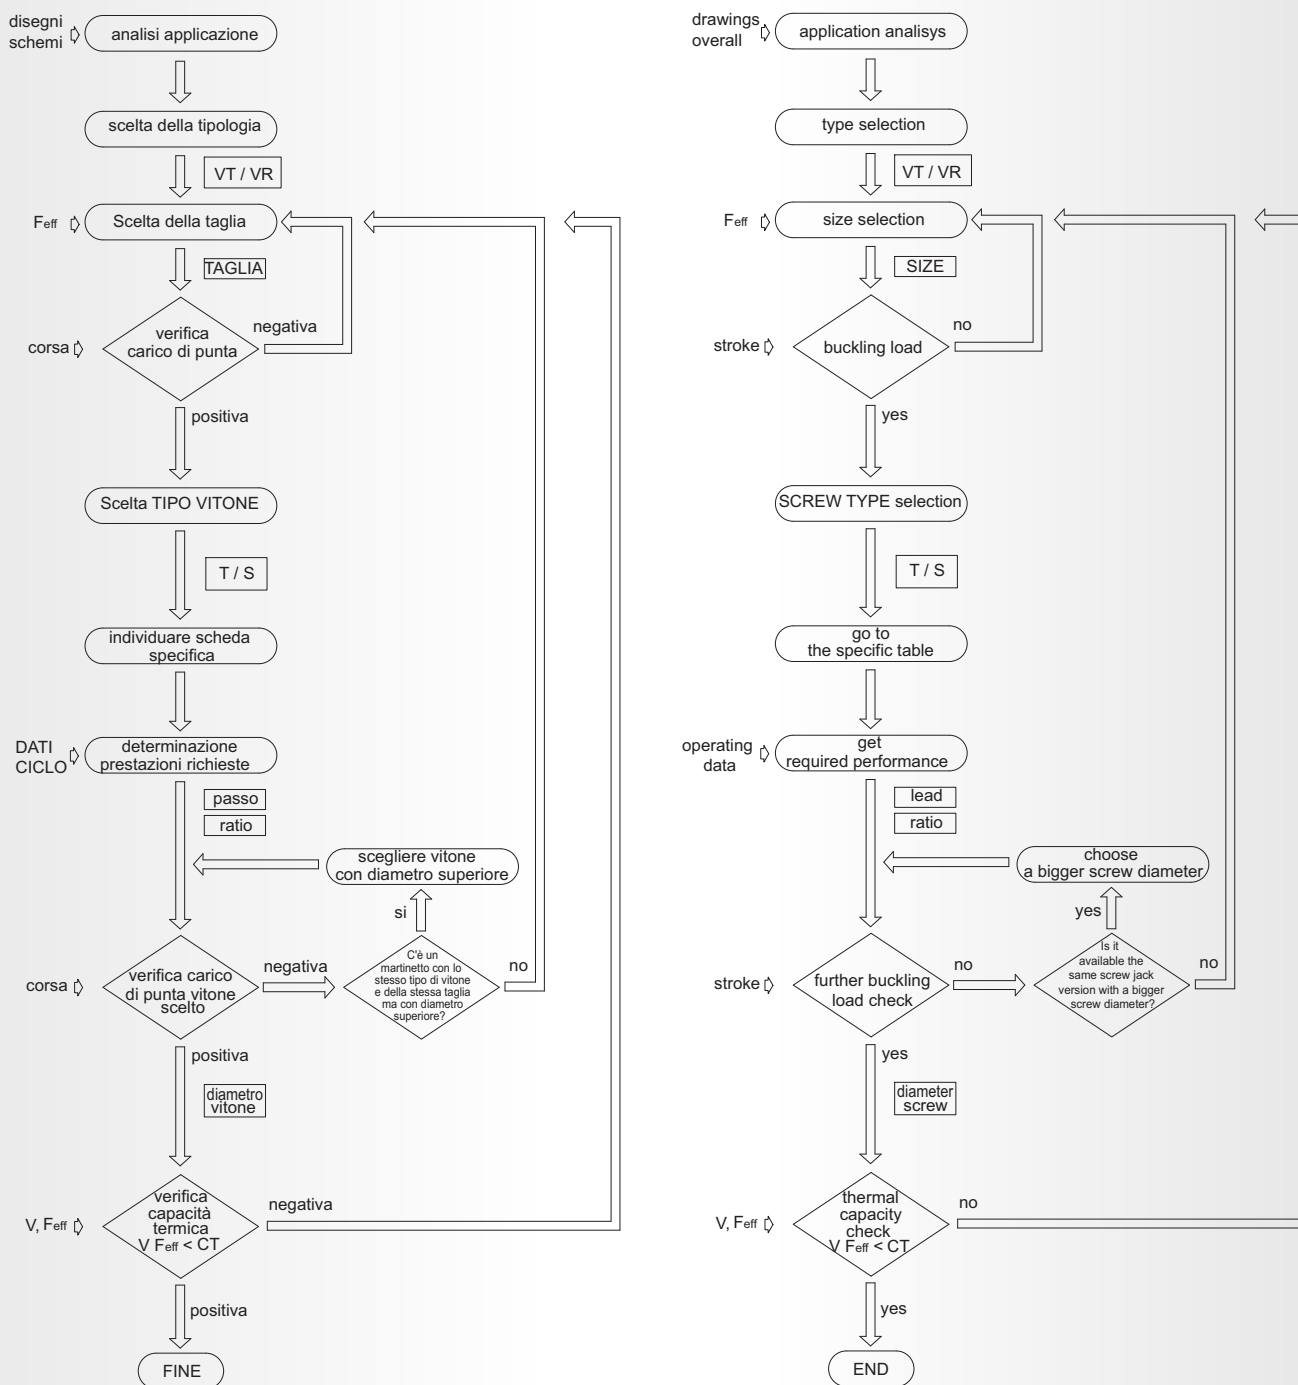 disegni
schemi
analisi applicazione
scelta della tipologia
VT / VR
Feff
Scelta della taglia
TAGLIA
corsa
verifica
carico di punta
negativa
positiva
Scelta TIPO VITONE
T / S
individuare scheda
specifica
DATI
CICLO
determinazione
prestazioni richieste
passo
ratio
scegliere vitone
con diametro superiore
si
corsa
verifica carico
di punta vitone
scelto
negativa
C'è un
martinetto con lo
stesso tipo di vitone
e della stessa taglia
ma con diametro
superiore?
no
positiva
diametro
vitone
V, Feff
verifica
capacità
termica
V Feff < CT
negativa
positiva
FINE
drawings
overall
application analisys
type selection
VT / VR
Feff
size selection
SIZE
stroke
buckling load
no
yes
SCREW TYPE selection
T / S
go to
the specific table
operating
data
get
required performance
lead
ratio
choose
a bigger screw diameter
yes
stroke
further buckling
load check
no
Is it
available the
same screw jack
version with a bigger
screw diameter?
no
yes
diameter
screw
V, Feff
thermal
capacity
check
V Feff < CT
no
yes
END